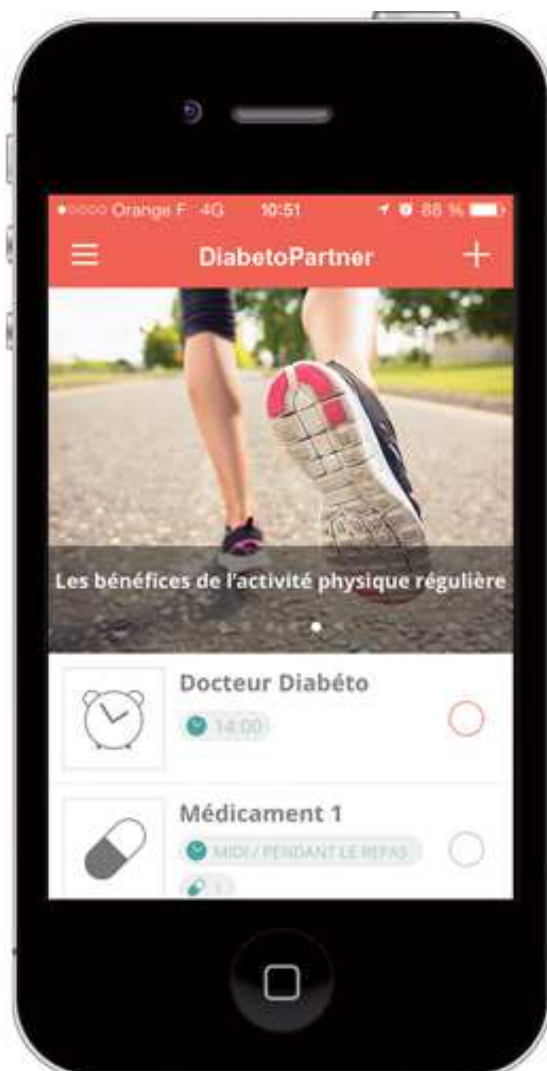 Orange F 4G 10:51 88 %
DiabetoPartner
Les bénéfices de l'activité physique régulière
Docteur Diabéto
14:00
Médicament 1
MIDI / PENDANT LE REPAS
1